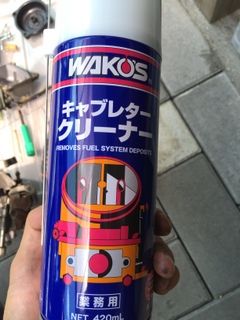 WAKO'S
キャブレター
クリーナー
REMOVES FUEL SYSTEM DEPOSITS
業務用
NET 420mL